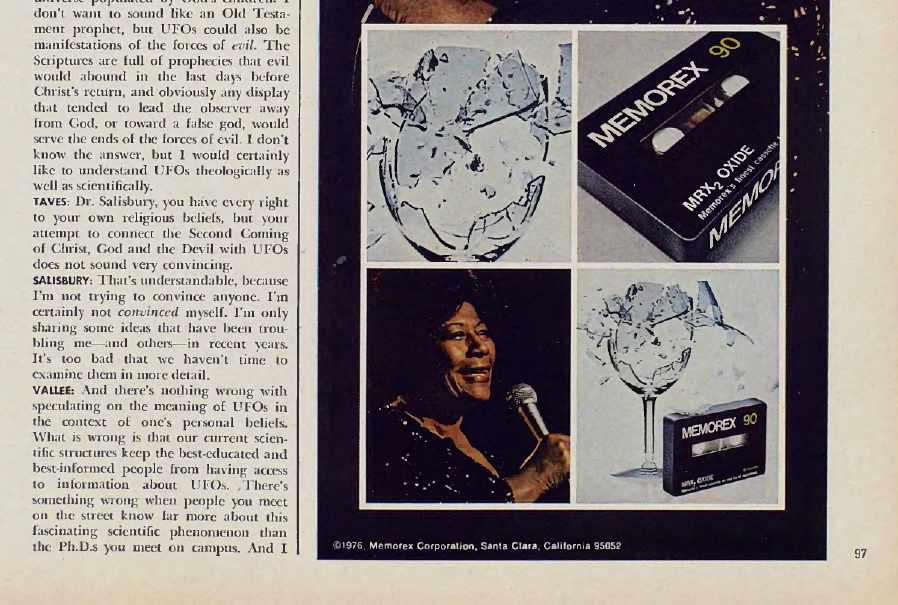 universe populated by God's children. I
don't want to sound like an Old Testa-
ment prophet, but UFOs could also be
manifestations of the forces of evil. The
Scriptures are full of prophecies that evil
would abound in the last days before
Christ's return, and obviously any display
that tended to lead the observer away
from God, or toward a false god, would
serve the ends of the forces of evil. I don't
know the answer, but I would certainly
like to understand UFOs theologically as
well as scientifically.
TAVES: Dr. Salisbury, you have every right
to your own religious beliefs, but your
attempt to connect the Second Coming
of Christ, God and the Devil with UFOs
does not sound very convincing.
SALISBURY: That's understandable, because
I'm not trying to convince anyone. I'm
certainly not convinced myself. I'm only
sharing some ideas that have been trou-
bling me—and others—in recent years.
It's too bad that we haven't time to
examine them in more detail.
VALLEE: And there's nothing wrong with
speculating on the meaning of UFOs in
the context of one's personal beliefs.
What is wrong is that our current scien-
tific structures keep the best-educated and
best-informed people from having access
to information about UFOs. There's
something wrong when people you meet
on the street know far more about this
fascinating scientific phenomenon than
the Ph.D.s you meet on campus. And I
MEMOREX 90
MRX2 OXIDE
Memorex's finest cassette
MEMOR
MEMOREX 90
MRX2 OXIDE
©1976, Memorex Corporation, Santa Clara, California 95052
97